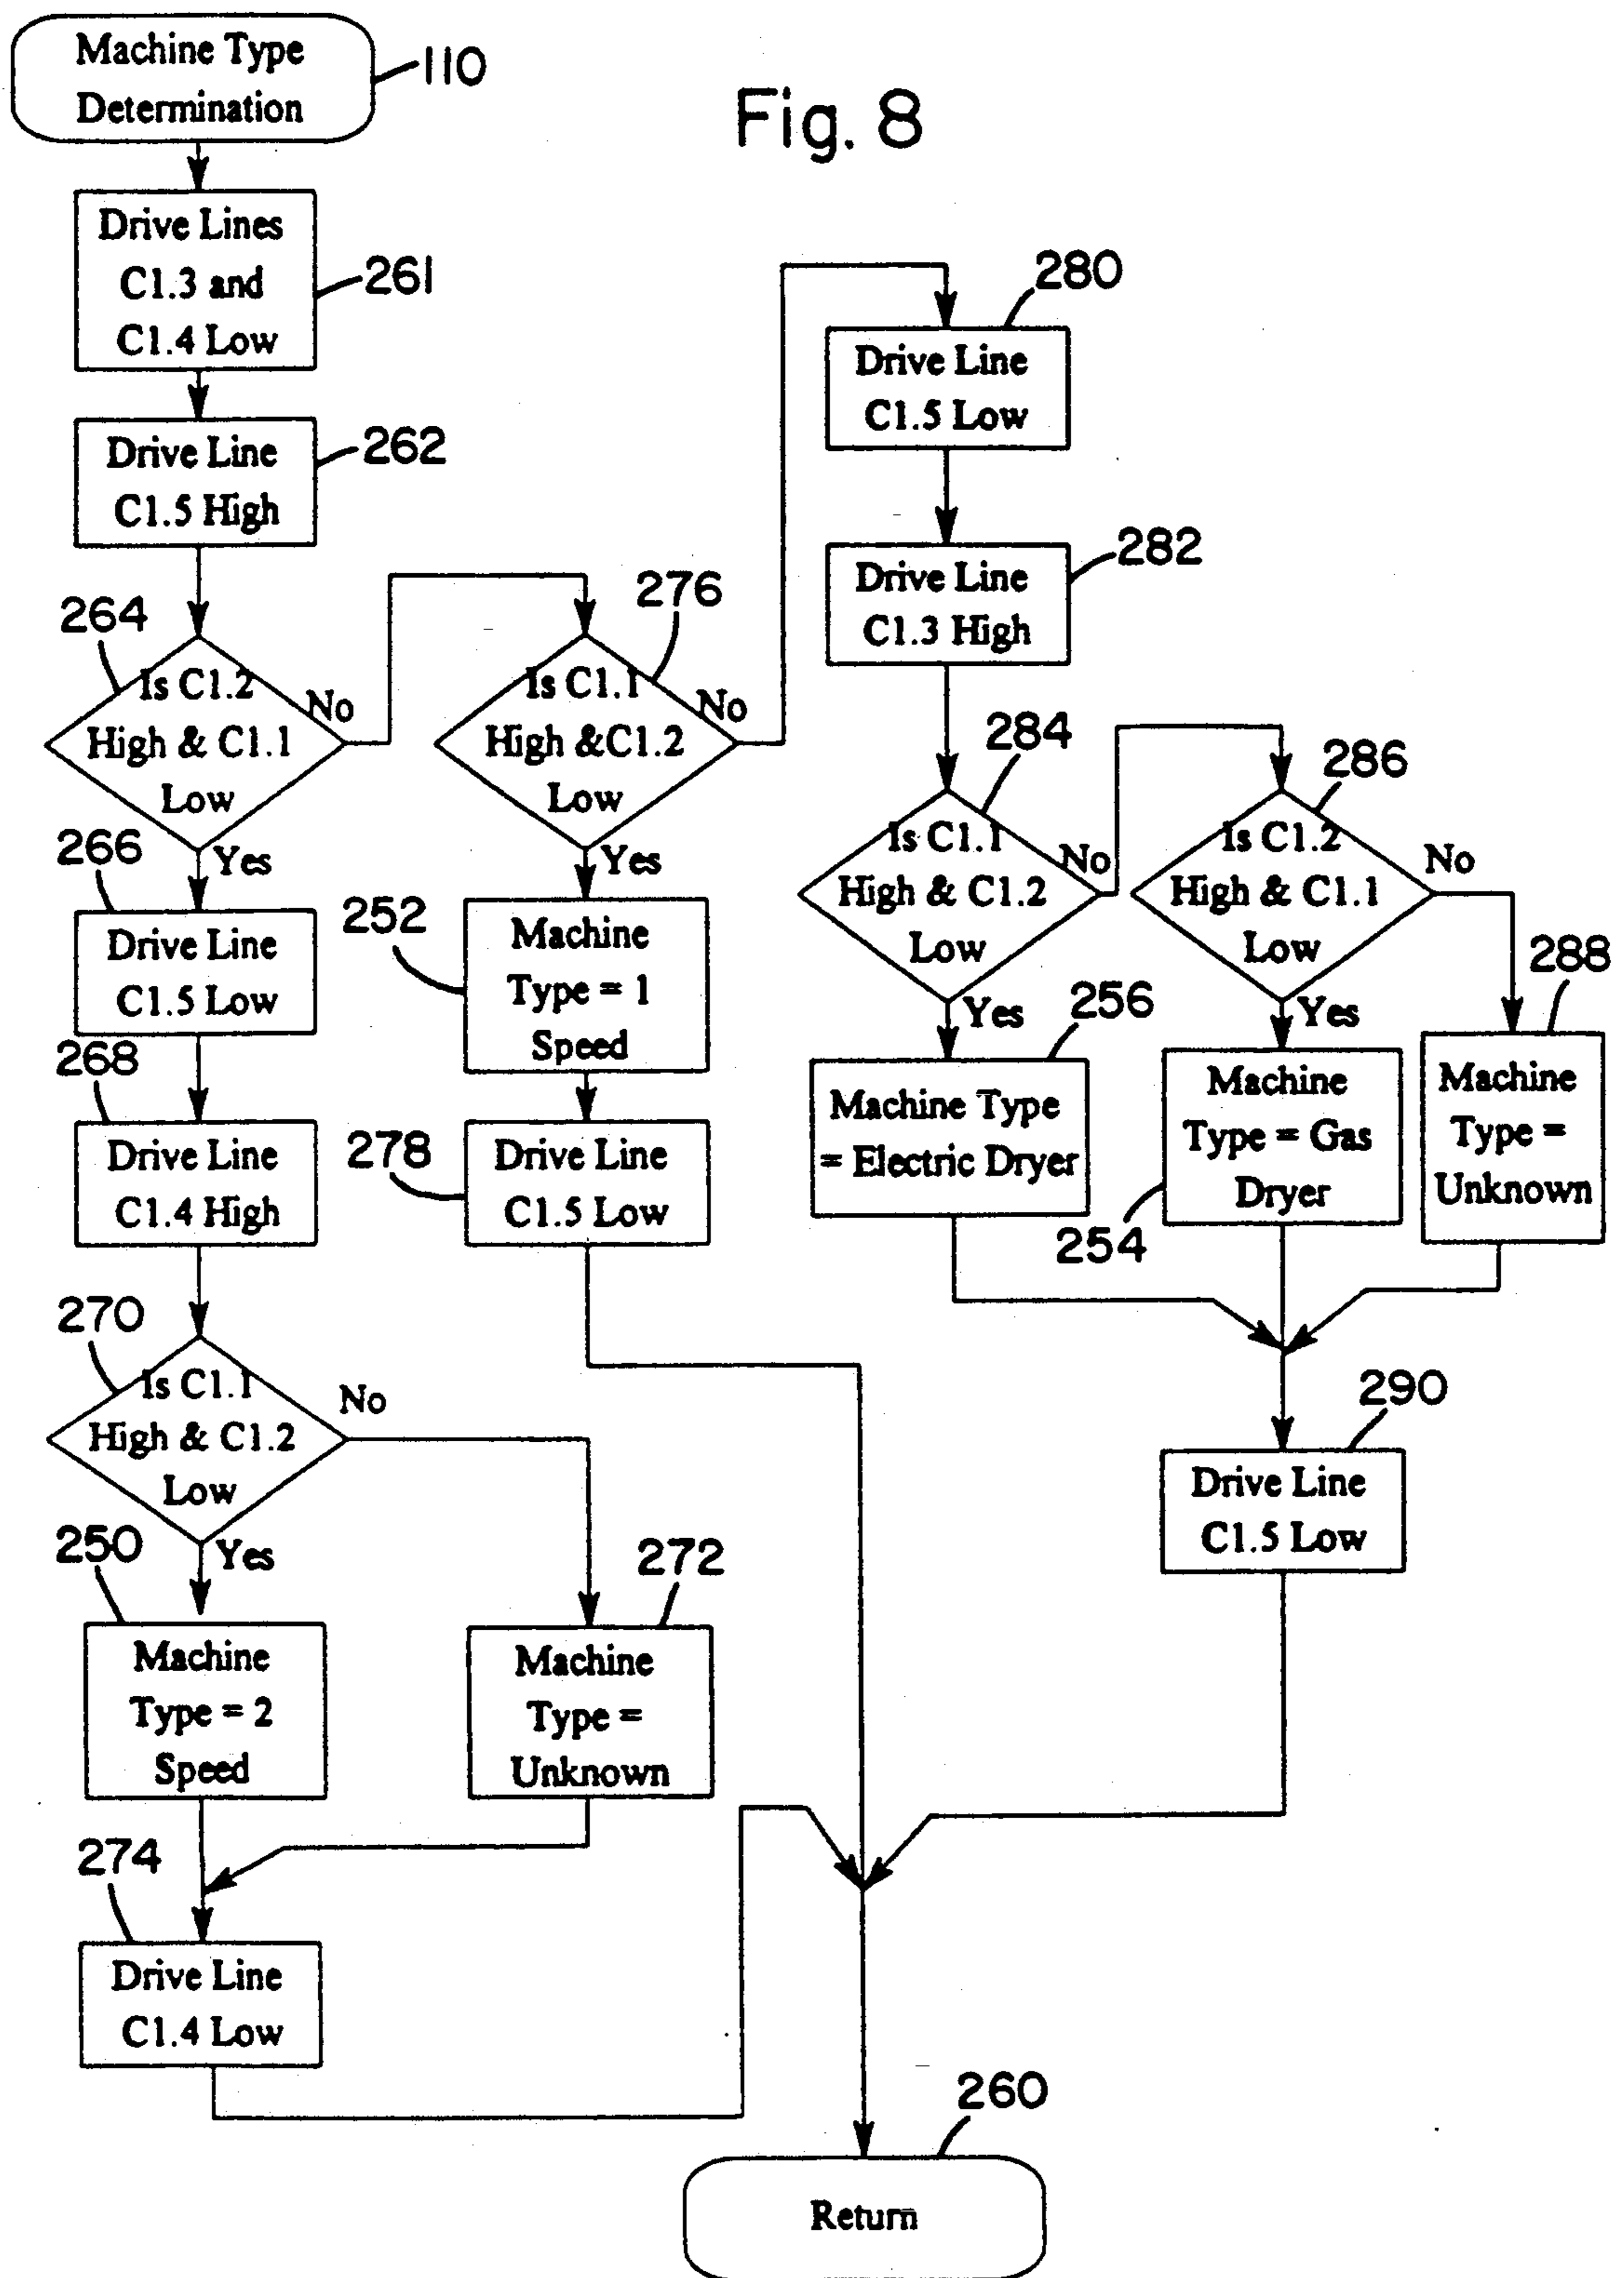 Machine Type
Determination
110
Fig. 8
Drive Lines
C1.3 and
C1.4 Low
261
Drive Line
C1.5 High
262
264
Is C1.2
High & C1.1
Low
No
Yes
276
Is C1.1
High &C1.2
Low
No
Yes
280
Drive Line
C1.5 Low
282
Drive Line
C1.3 High
284
Is C1.1
High & C1.2
Low
No
Yes
286
Is C1.2
High & C1.1
Low
No
Yes
266
Drive Line
C1.5 Low
252
Machine
Type = 1
Speed
268
Drive Line
C1.4 High
278
Drive Line
C1.5 Low
256
Machine Type
= Electric Dryer
254
Machine
Type = Gas
Dryer
288
Machine
Type =
Unknown
270
Is C1.1
High & C1.2
Low
No
Yes
290
Drive Line
C1.5 Low
250
Machine
Type = 2
Speed
272
Machine
Type =
Unknown
274
Drive Line
C1.4 Low
260
Return